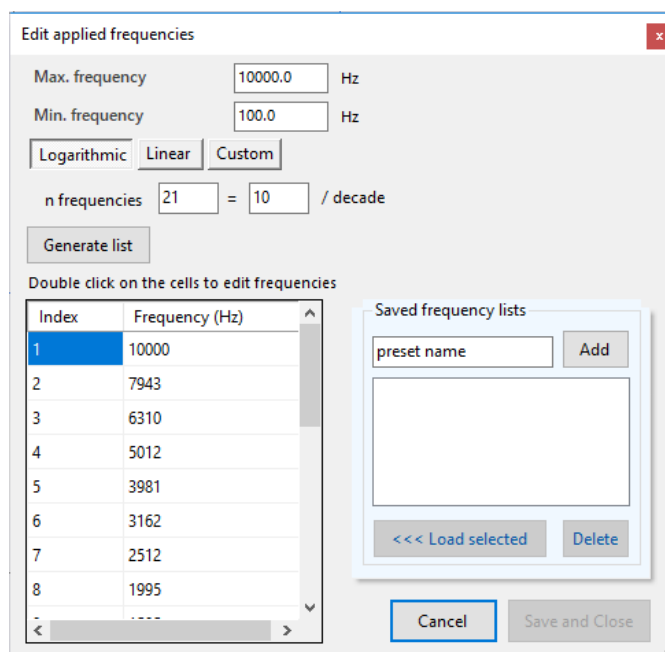 Edit applied frequencies
x
Max. frequency 10000.0 Hz
Min. frequency 100.0 Hz
Logarithmic Linear Custom
n frequencies 21 = 10 / decade
Generate list
Double click on the cells to edit frequencies
Index Frequency (Hz)
1 10000
2 7943
3 6310
4 5012
5 3981
6 3162
7 2512
8 1995
Saved frequency lists
preset name Add
<<< Load selected Delete
Cancel Save and Close